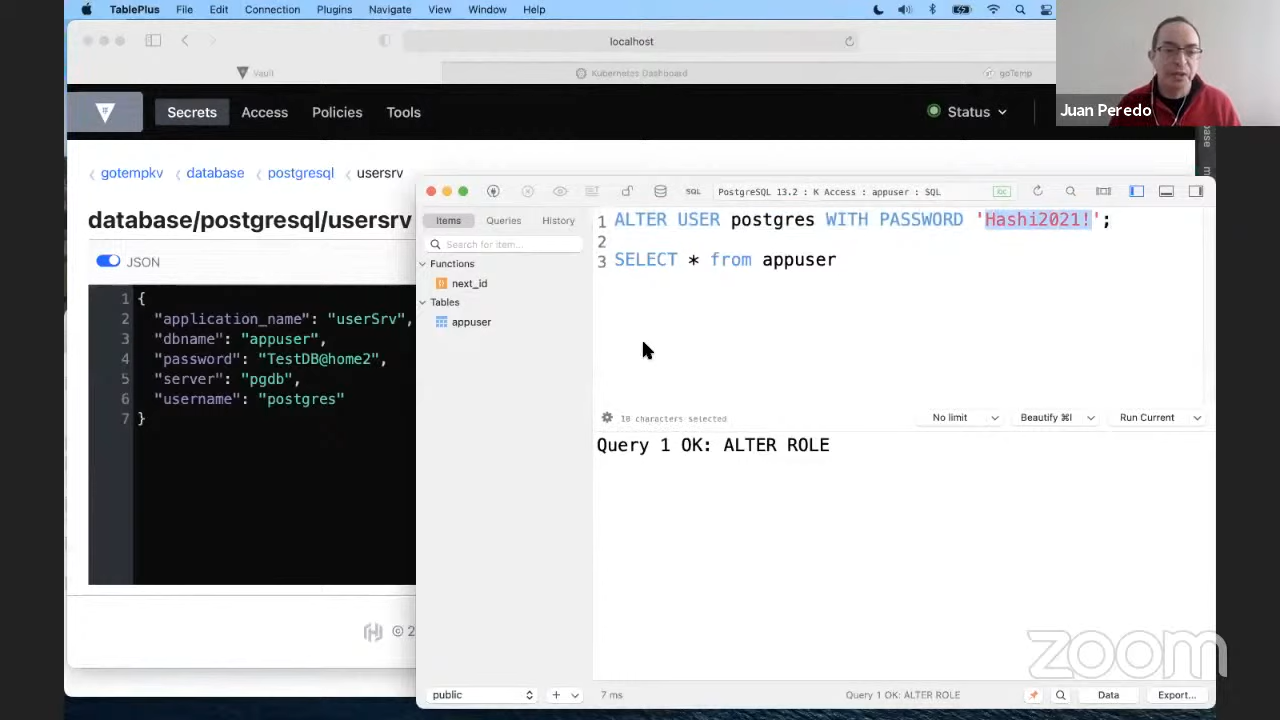 TablePlus File Edit Connection Plugins Navigate View Window Help
localhost
Vault
Kubernetes Dashboard
goTemp
Secrets Access Policies Tools
Status
Juan Peredo
gotempkv database postgresql usersrv
database/postgresql/usersrv
JSON
1 {
2 "application_name": "userSrv",
3 "dbname": "appuser",
4 "password": "TestDB@home2",
5 "server": "pgdb",
6 "username": "postgres"
7 }
© 2
SQL PostgreSQL 13.2 : K Access : appuser : SQL loc
Items Queries History
Search for item...
Functions
next_id
Tables
appuser
1 ALTER USER postgres WITH PASSWORD 'Hashi2021!';
2
3 SELECT * from appuser
10 characters selected
No limit Beautify ⌘I Run Current
Query 1 OK: ALTER ROLE
public + 7 ms Query 1 OK: ALTER ROLE Data Export...
zoom